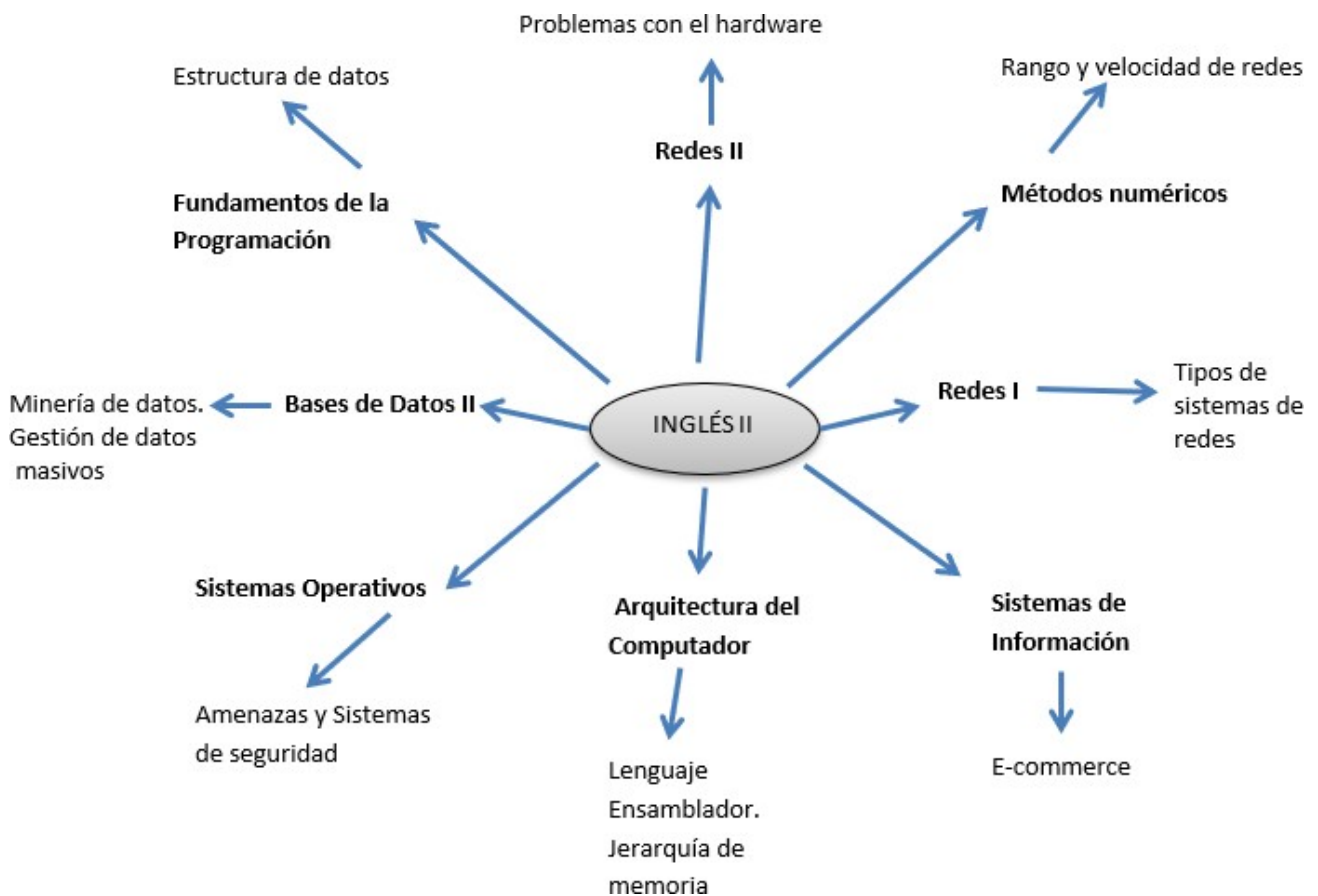 Problemas con el hardware
Estructura de datos
Rango y velocidad de redes
Redes II
Fundamentos de la
Programación
Métodos numéricos
Minería de datos.
Gestión de datos
masivos
Bases de Datos II
INGLÉS II
Redes I
Tipos de
sistemas de
redes
Sistemas Operativos
Arquitectura del
Computador
Sistemas de
Información
Amenazas y Sistemas
de seguridad
Lenguaje
Ensamblador.
Jerarquía de
memoria
E-commerce